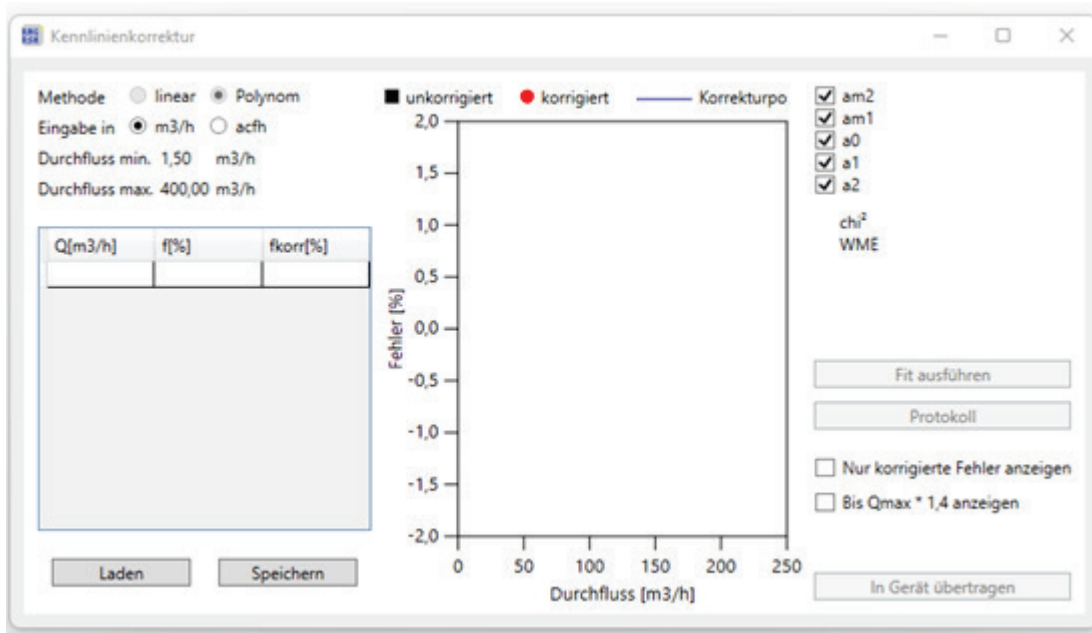 Kennlinienkorrektur
Methode linear Polynom
Eingabe in m3/h acfh
Durchfluss min. 1,50 m3/h
Durchfluss max. 400,00 m3/h
Q[m3/h] f[%] fkorr[%]
Laden Speichern
unkorrigiert korrigiert Korrekturpo
2,0
1,5
1,0
0,5
0,0
-0,5
-1,0
-1,5
-2,0
Fehler [%]
0 50 100 150 200 250
Durchfluss [m3/h]
am2
am1
a0
a1
a2
chi²
WME
Fit ausführen
Protokoll
Nur korrigierte Fehler anzeigen
Bis Qmax * 1,4 anzeigen
In Gerät übertragen